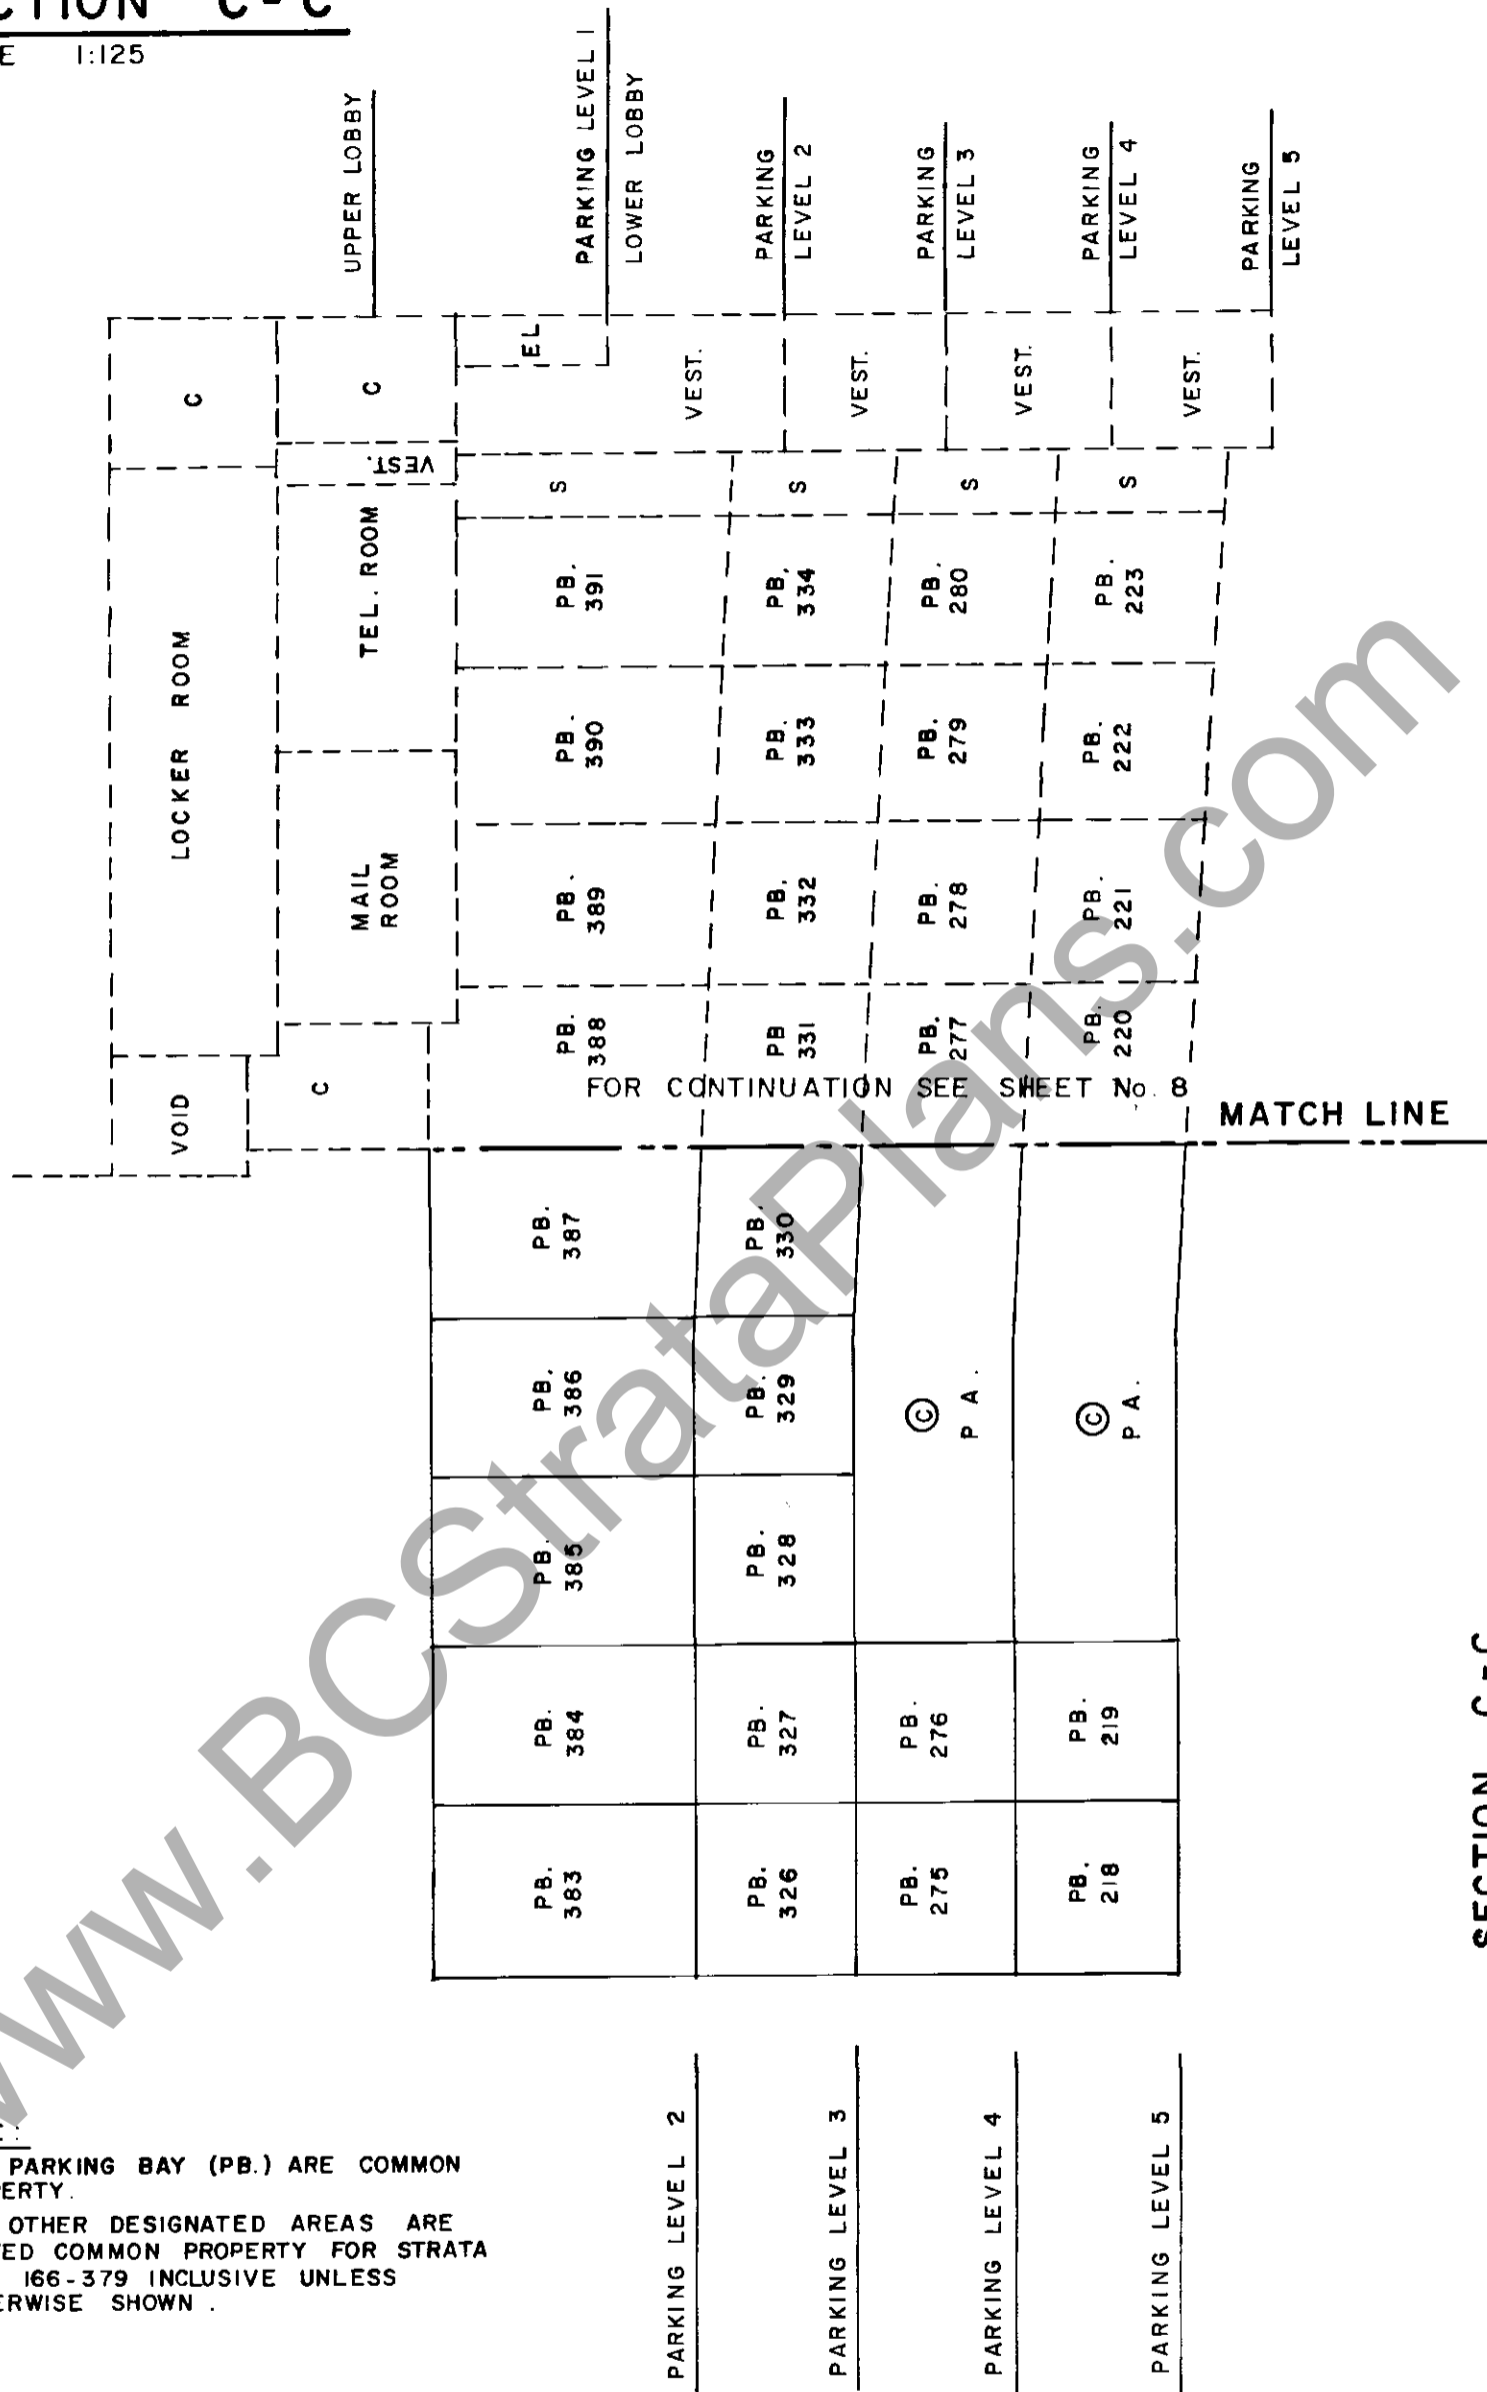 C-C
1:125
UPPER LOBBY
PARKING LEVEL 1
LOWER LOBBY
PARKING
LEVEL 2
PARKING
LEVEL 3
PARKING
LEVEL 4
PARKING
LEVEL 5
C
C
EL
VEST.
VEST.
VEST.
VEST.
VEST.
S
S
S
S
LOCKER ROOM
TEL. ROOM
MAIL
ROOM
VOID
C
PB.
391
PB.
334
PB.
280
PB.
223
PB.
390
PB.
333
PB.
279
PB.
222
PB.
389
PB.
332
PB.
278
PB.
221
PB.
388
PB
331
PB.
277
PB.
220
FOR CONTINUATION SEE SHEET No. 8
MATCH LINE
PB.
387
PB.
330
PB.
386
PB.
329
© 
P A.
©
P A.
PB.
385
PB.
328
PB.
384
PB.
327
PB.
276
PB.
219
PB.
383
PB.
326
PB.
275
PB.
218
SECTION C-C
PARKING LEVEL 2
PARKING LEVEL 3
PARKING LEVEL 4
PARKING LEVEL 5
PARKING BAY (PB.) ARE COMMON
OTHER DESIGNATED AREAS ARE
COMMON PROPERTY FOR STRATA
166-379 INCLUSIVE UNLESS
SHOWN.
www.BCStrataPlans.com